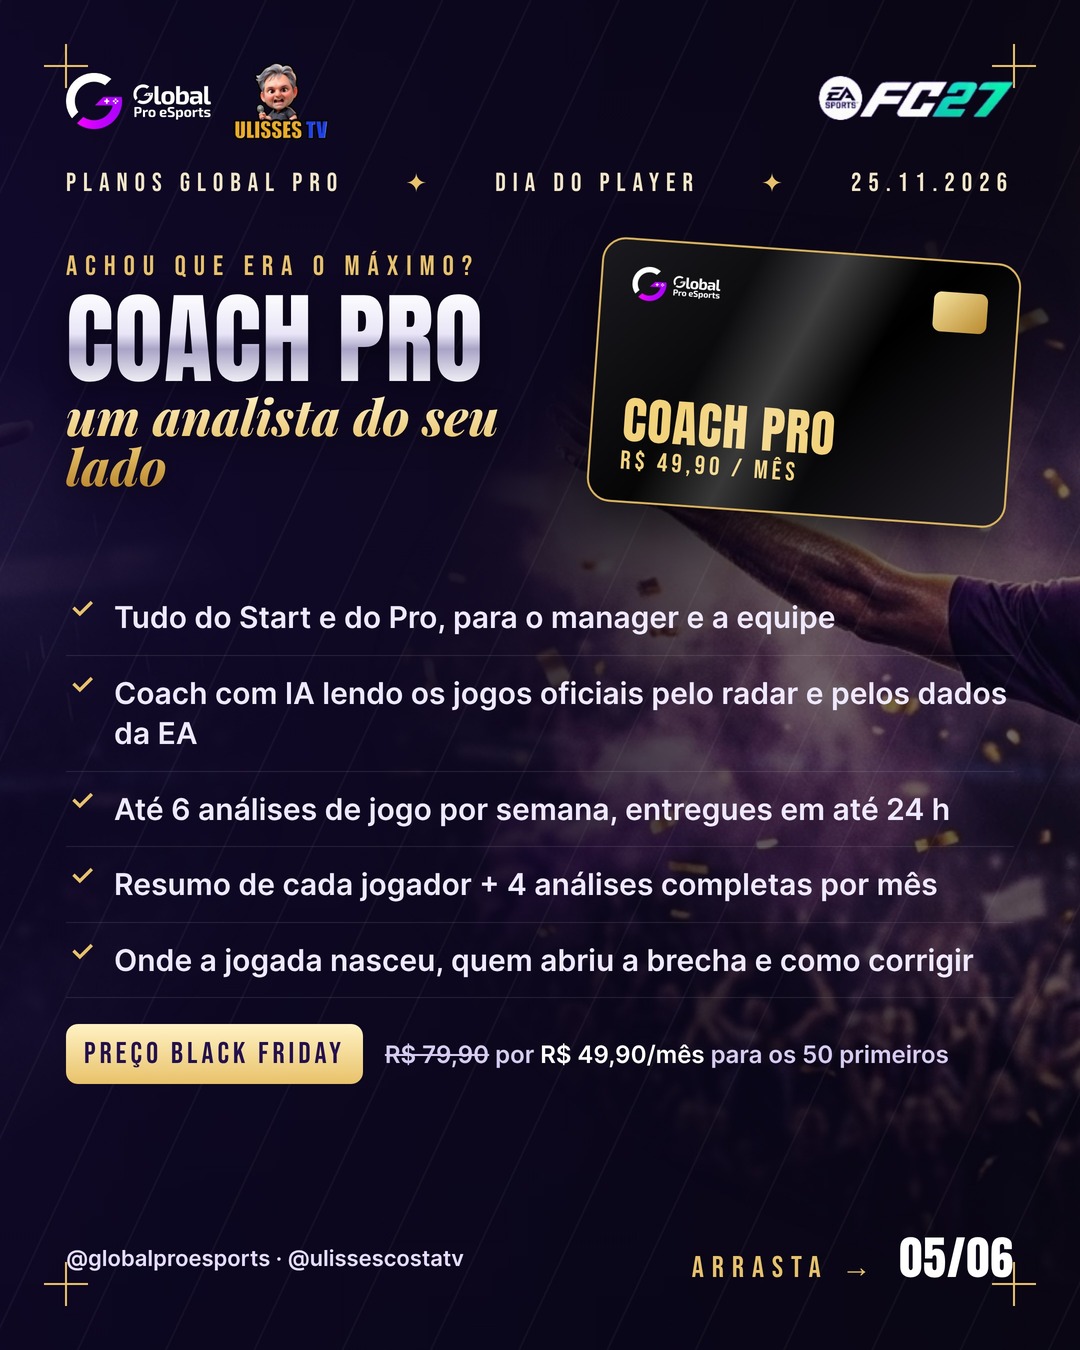 Global
Pro eSports
ULISSES TV
EA SPORTS FC27
PLANOS GLOBAL PRO ✦ DIA DO PLAYER ✦ 25.11.2026
ACHOU QUE ERA O MÁXIMO?
COACH PRO
um analista do seu
lado
Global
Pro eSports
COACH PRO
R$ 49,90 / MÊS
Tudo do Start e do Pro, para o manager e a equipe
Coach com IA lendo os jogos oficiais pelo radar e pelos dados
da EA
Até 6 análises de jogo por semana, entregues em até 24 h
Resumo de cada jogador + 4 análises completas por mês
Onde a jogada nasceu, quem abriu a brecha e como corrigir
PREÇO BLACK FRIDAY
R$ 79,90 por R$ 49,90/mês para os 50 primeiros
@globalproesports · @ulissescostatv
ARRASTA → 05/06